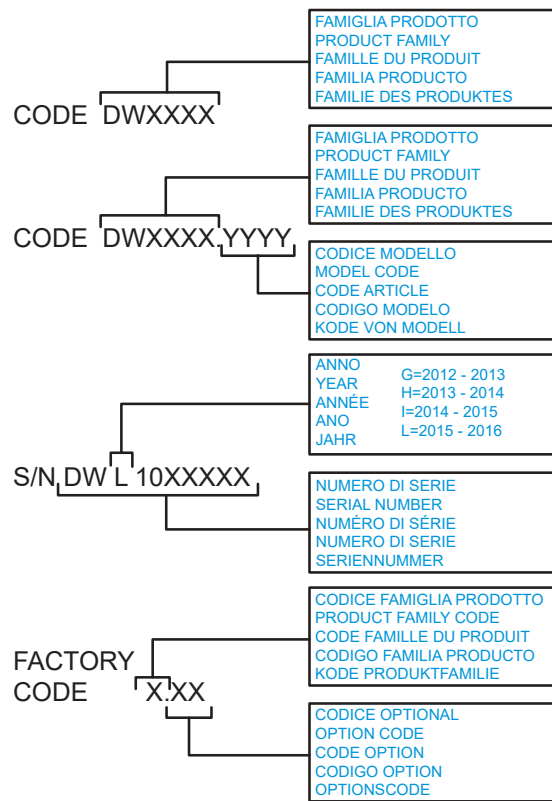 FAMIGLIA PRODOTTO
PRODUCT FAMILY
FAMILLE DU PRODUIT
FAMILIA PRODUCTO
FAMILIE DES PRODUKTES
CODE DWXXXX
FAMIGLIA PRODOTTO
PRODUCT FAMILY
FAMILLE DU PRODUIT
FAMILIA PRODUCTO
FAMILIE DES PRODUKTES
CODE DWXXXX.YYYY
CODICE MODELLO
MODEL CODE
CODE ARTICLE
CODIGO MODELO
KODE VON MODELL
ANNO
YEAR
ANNÉE
ANO
JAHR
G=2012 - 2013
H=2013 - 2014
I=2014 - 2015
L=2015 - 2016
S/N DW L 10XXXXX
NUMERO DI SERIE
SERIAL NUMBER
NUMÉRO DI SÉRIE
NUMERO DI SERIE
SERIENNUMMER
CODICE FAMIGLIA PRODOTTO
PRODUCT FAMILY CODE
CODE FAMILLE DU PRODUIT
CODIGO FAMILIA PRODUCTO
KODE PRODUKTFAMILIE
FACTORY
CODE X.XX
CODICE OPTIONAL
OPTION CODE
CODE OPTION
CODIGO OPTION
OPTIONSCODE